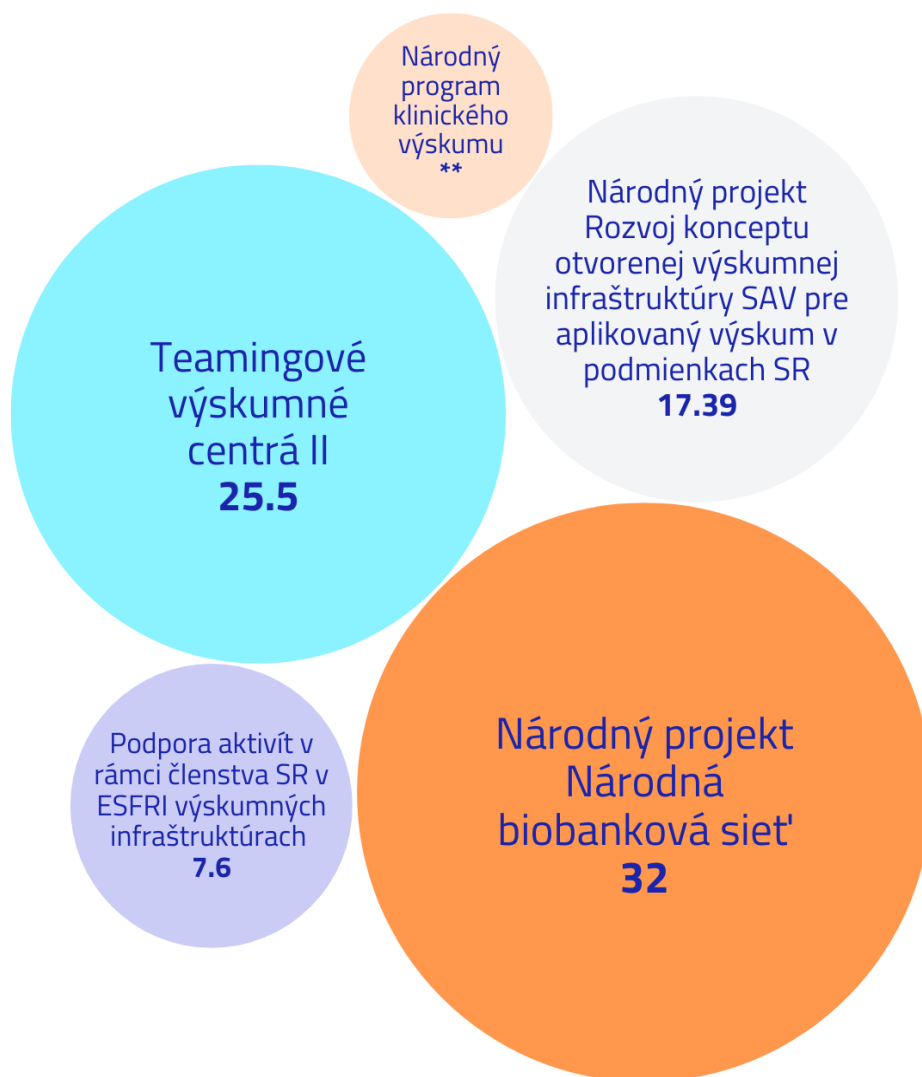 Národný
program
klinického
výskumu
**
Národný projekt
Rozvoj konceptu
otvorenej výskumnej
infraštruktúry SAV pre
aplikovaný výskum v
podmienkach SR
17.39
Teamingové
výskumné
centrá II
25.5
Podpora aktivít v
rámci členstva SR v
ESFRI výskumných
infraštruktúrach
7.6
Národný projekt
Národná
biobanková sieť
32